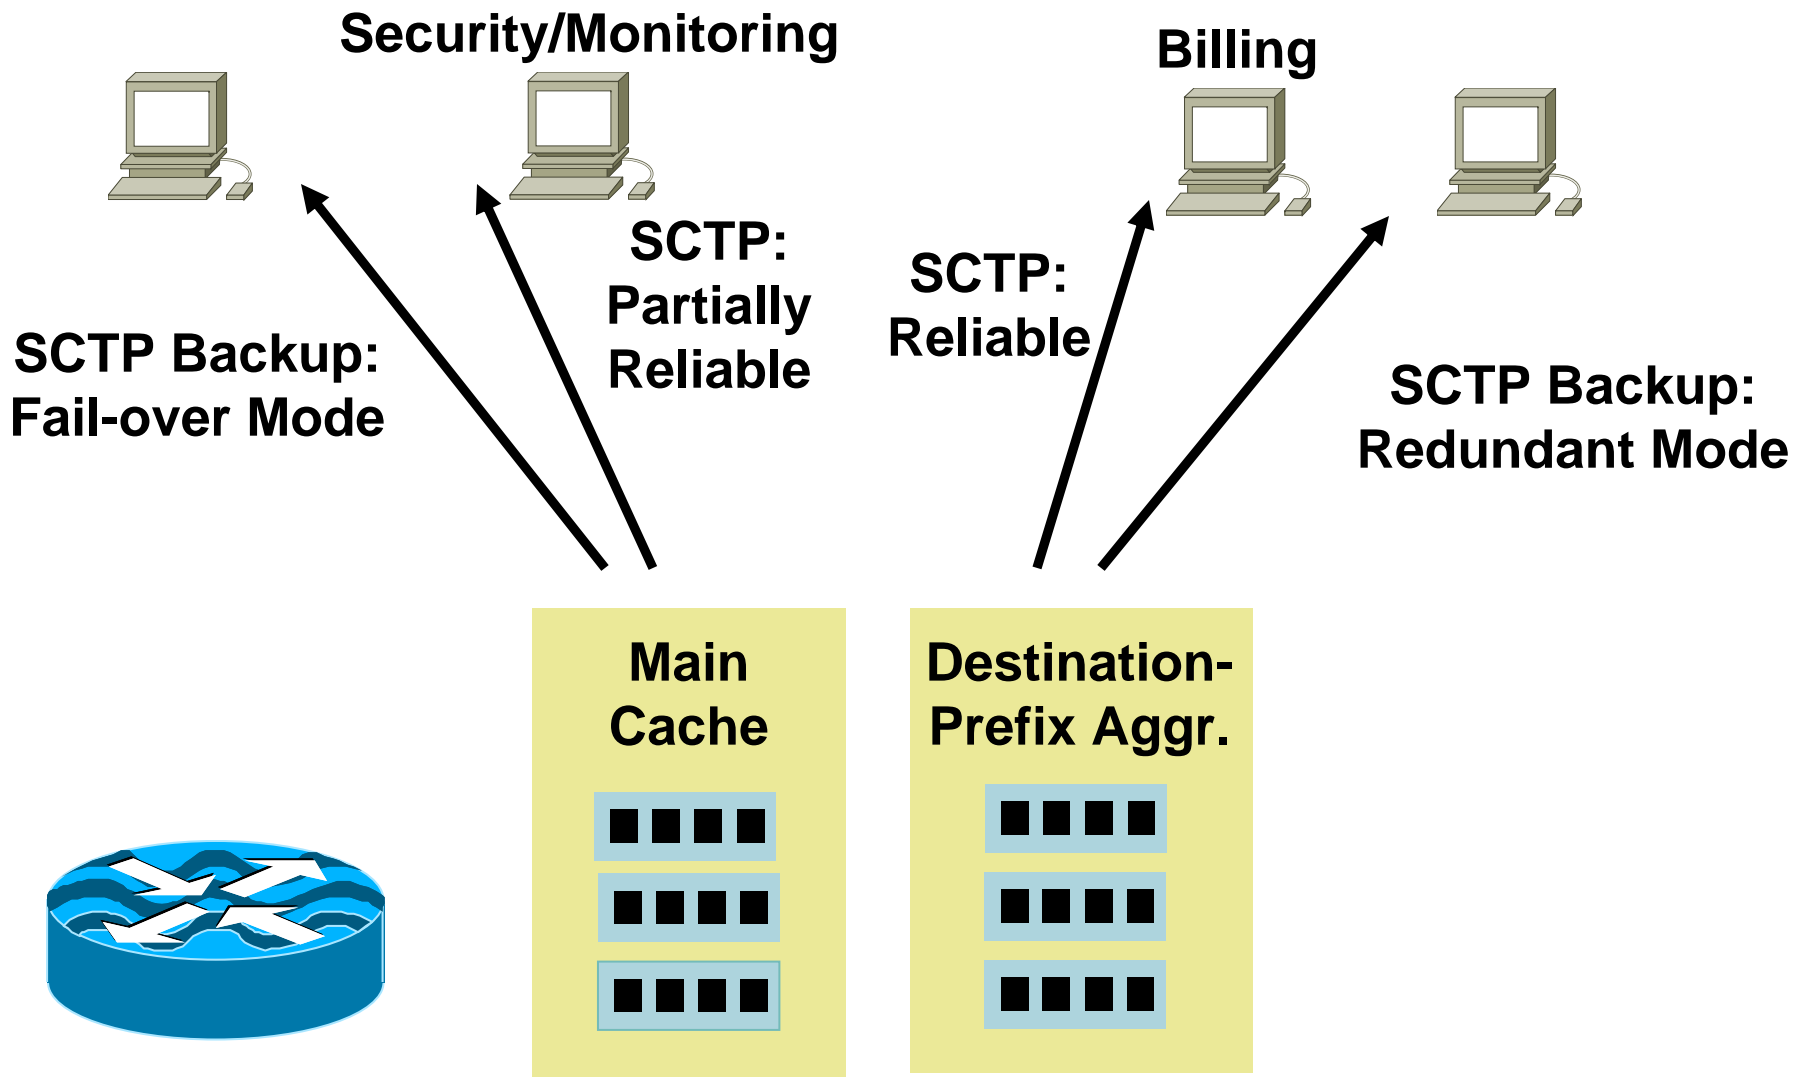 Security/Monitoring
Billing
SCTP:
Partially
Reliable
SCTP:
Reliable
SCTP Backup:
Fail-over Mode
SCTP Backup:
Redundant Mode
Main
Cache
Destination-
Prefix Aggr.